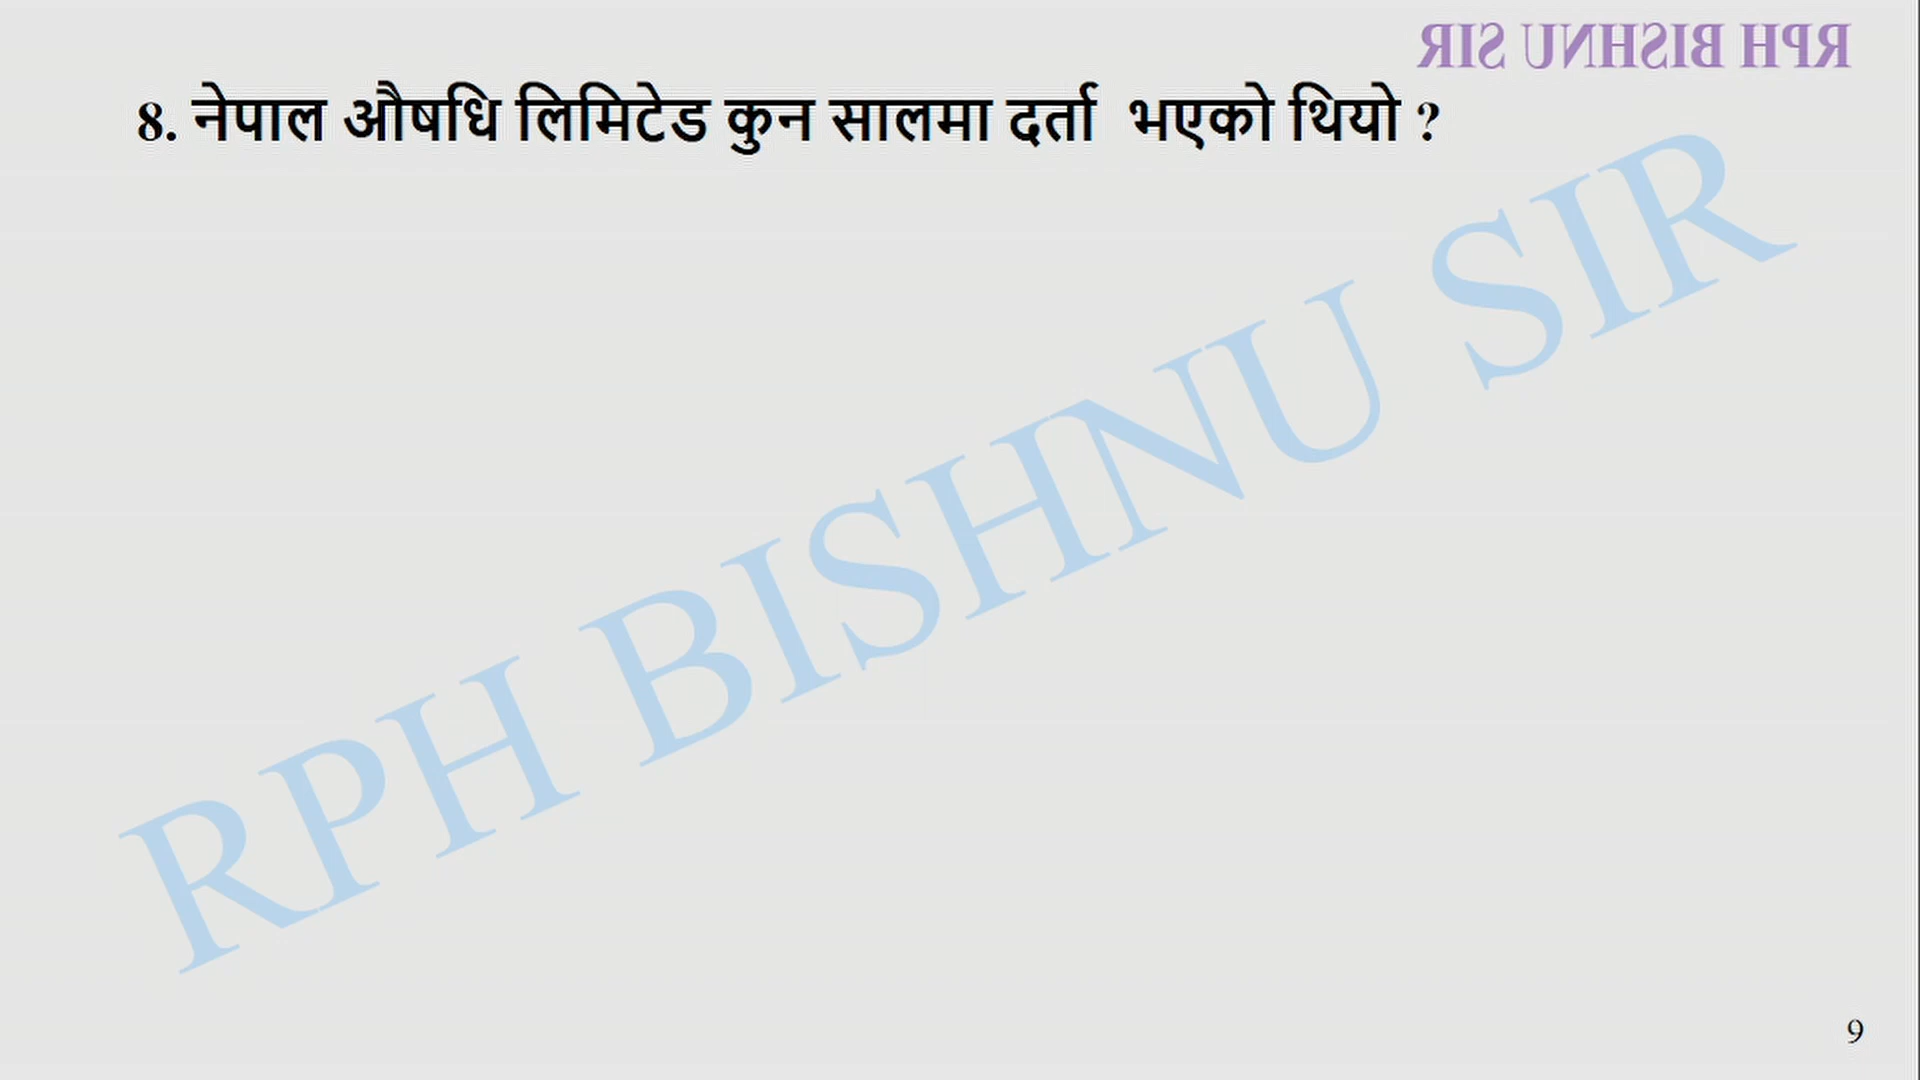 RPH BISHNU SIR
8. नेपाल औषधि लिमिटेड कुन सालमा दर्ता भएको थियो ?
RPH BISHNU SIR
9